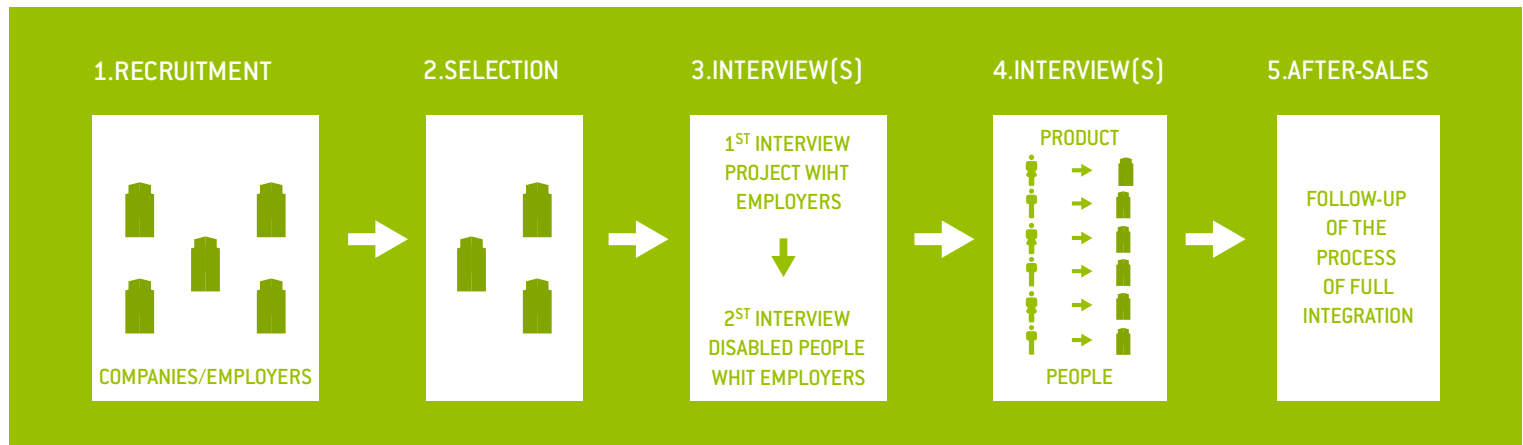 1.RECRUITMENT
COMPANIES/EMPLOYERS
2.SELECTION
3.INTERVIEW(S)
1ST INTERVIEW
PROJECT WIHT
EMPLOYERS
2ST INTERVIEW
DISABLED PEOPLE
WHIT EMPLOYERS
4.INTERVIEW(S)
PRODUCT
PEOPLE
5.AFTER-SALES
FOLLOW-UP
OF THE
PROCESS
OF FULL
INTEGRATION